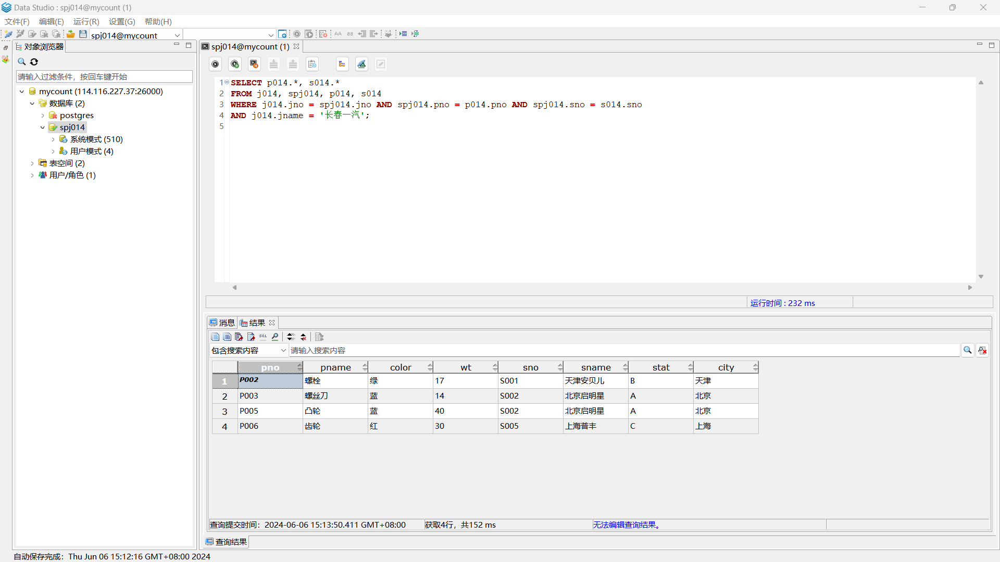 Data Studio : spj014@mycount (1)
文件(F) 编辑(E) 运行(R) 设置(G) 帮助(H)
spj014@mycount
对象浏览器
请输入过滤条件，按回车键开始
mycount (114.116.227.37:26000)
数据库 (2)
postgres
spj014
系统模式 (510)
用户模式 (4)
表空间 (2)
用户/角色 (1)
spj014@mycount (1)
1 SELECT p014.*, s014.*
2 FROM j014, spj014, p014, s014
3 WHERE j014.jno = spj014.jno AND spj014.pno = p014.pno AND spj014.sno = s014.sno
4 AND j014.jname = '长春一汽';
5
运行时间 : 232 ms
消息 结果
包含搜索内容 请输入搜索内容
pno pname color wt sno sname stat city
1 P002 螺栓 绿 17 S001 天津安贝儿 B 天津
2 P003 螺丝刀 蓝 14 S002 北京启明星 A 北京
3 P005 凸轮 蓝 40 S002 北京启明星 A 北京
4 P006 齿轮 红 30 S005 上海普丰 C 上海
查询提交时间：2024-06-06 15:13:50.411 GMT+08:00 获取4行，共152 ms 无法编辑查询结果。
查询结果
自动保存完成：Thu Jun 06 15:12:16 GMT+08:00 2024